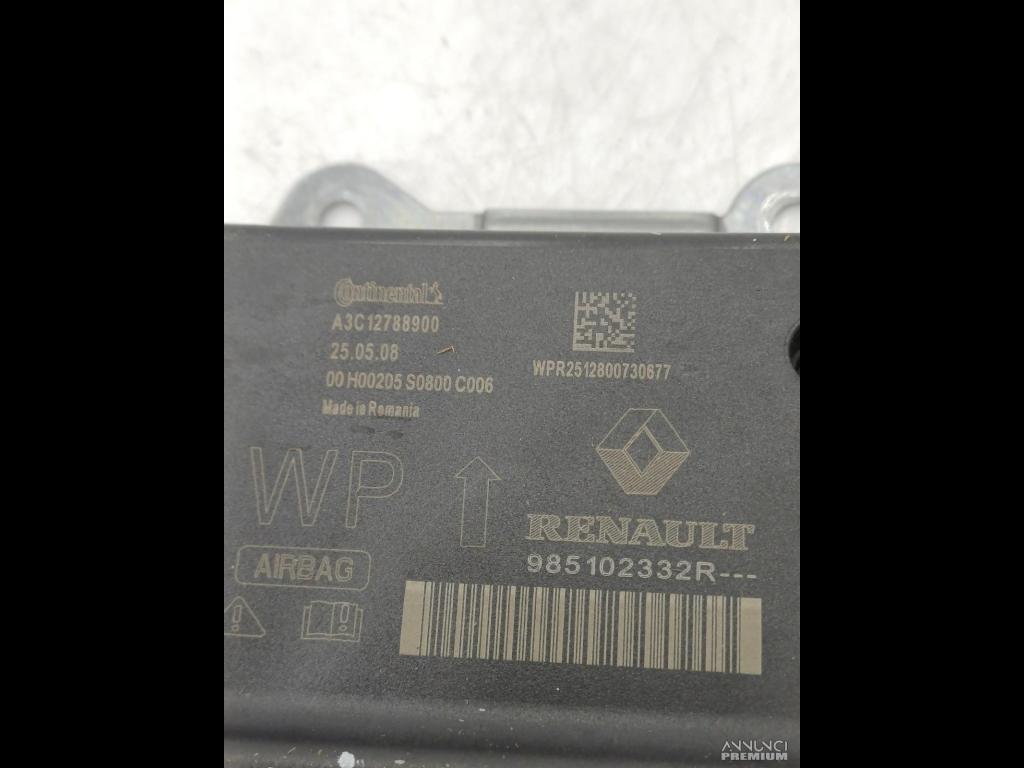 Continental
A3C12788900
25.05.08
00 H00205 S0800 C006
Made in Romania
WPR2512800730677
WP
RENAULT
985102332R---
AIRBAG
ANNUNCI
PREMIUM